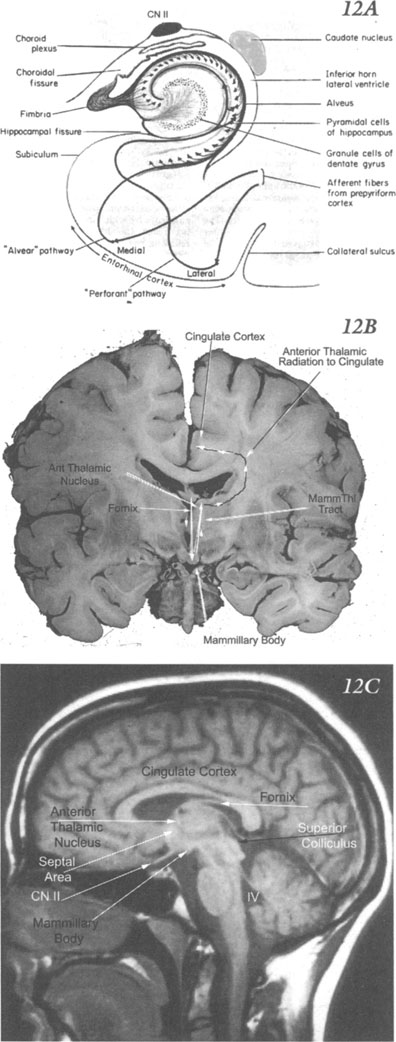 12A
CN II
Choroid
plexus
Choroidal
fissure
Fimbria
Hippocampal fissure
Subiculum
"Alvear" pathway
Medial
Entorhinal cortex
Lateral
"Perforant" pathway
Caudate nucleus
Inferior horn
lateral ventricle
Alveus
Pyramidal cells
of hippocampus
Granule cells of
dentate gyrus
Afferent fibers
from prepyriform
cortex
Collateral sulcus
12B
Cingulate Cortex
Anterior Thalamic
Radiation to Cingulate
Ant Thalamic
Nucleus
Fornix
MammThl
Tract
Mammillary Body
12C
Cingulate Cortex
Fornix
Anterior
Thalamic
Nucleus
Superior
Colliculus
Septal
Area
CN II
IV
Mammillary
Body